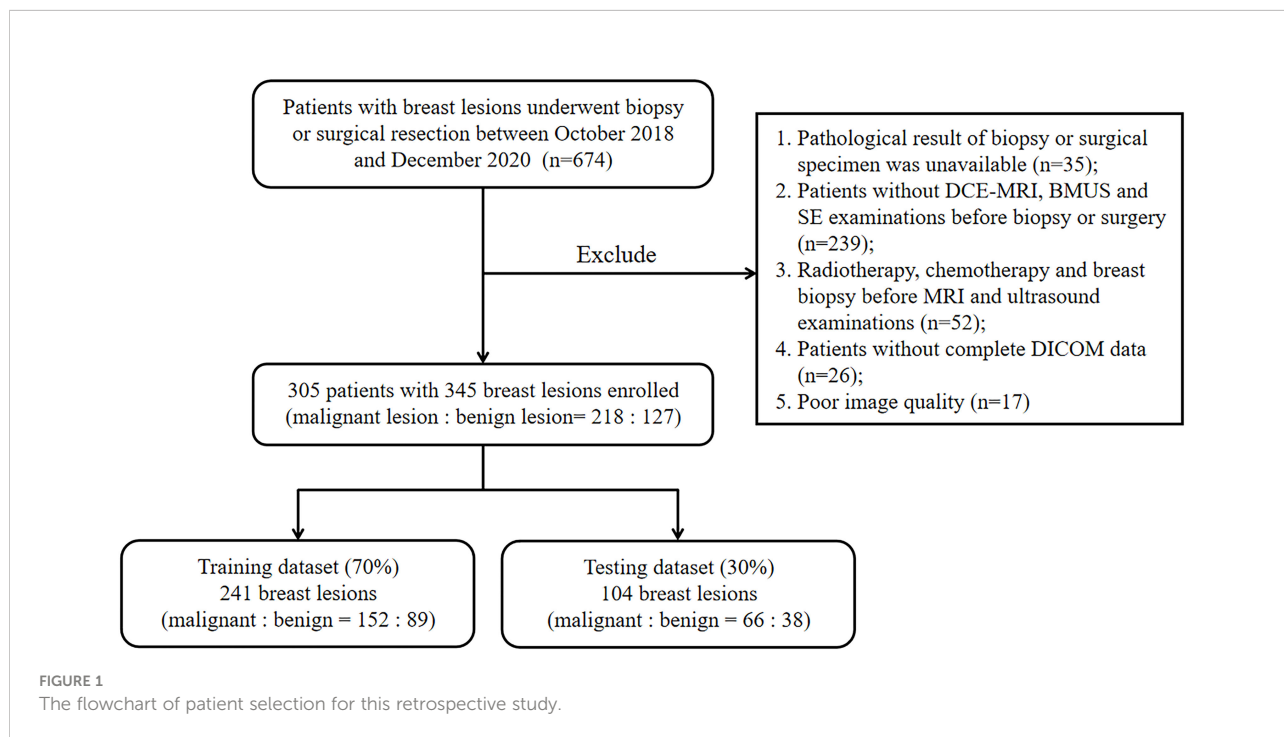 Patients with breast lesions underwent biopsy
or surgical resection between October 2018
and December 2020 (n=674)
Exclude
1. Pathological result of biopsy or surgical
specimen was unavailable (n=35);
2. Patients without DCE-MRI, BMUS and
SE examinations before biopsy or surgery
(n=239);
3. Radiotherapy, chemotherapy and breast
biopsy before MRI and ultrasound
examinations (n=52);
4. Patients without complete DICOM data
(n=26);
5. Poor image quality (n=17)
305 patients with 345 breast lesions enrolled
(malignant lesion : benign lesion= 218 : 127)
Training dataset (70%)
241 breast lesions
(malignant : benign = 152 : 89)
Testing dataset (30%)
104 breast lesions
(malignant : benign = 66 : 38)
FIGURE 1
The flowchart of patient selection for this retrospective study.